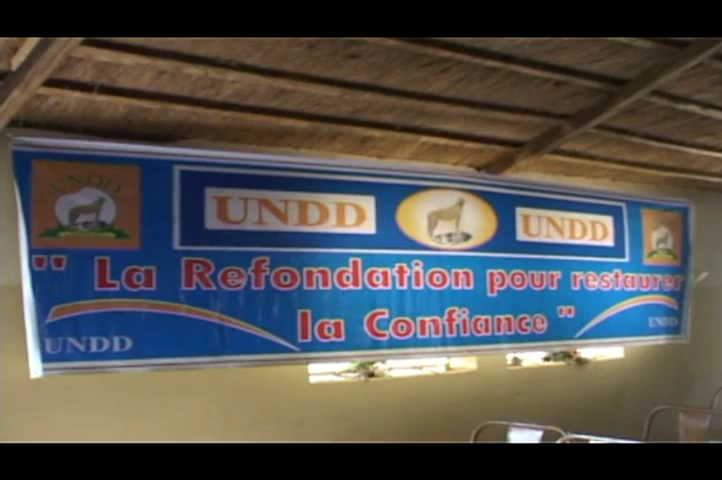 UNDD
UNDD
UNDD
" La Refondation pour restaurer
la Confiance "
UNDD
UNDD